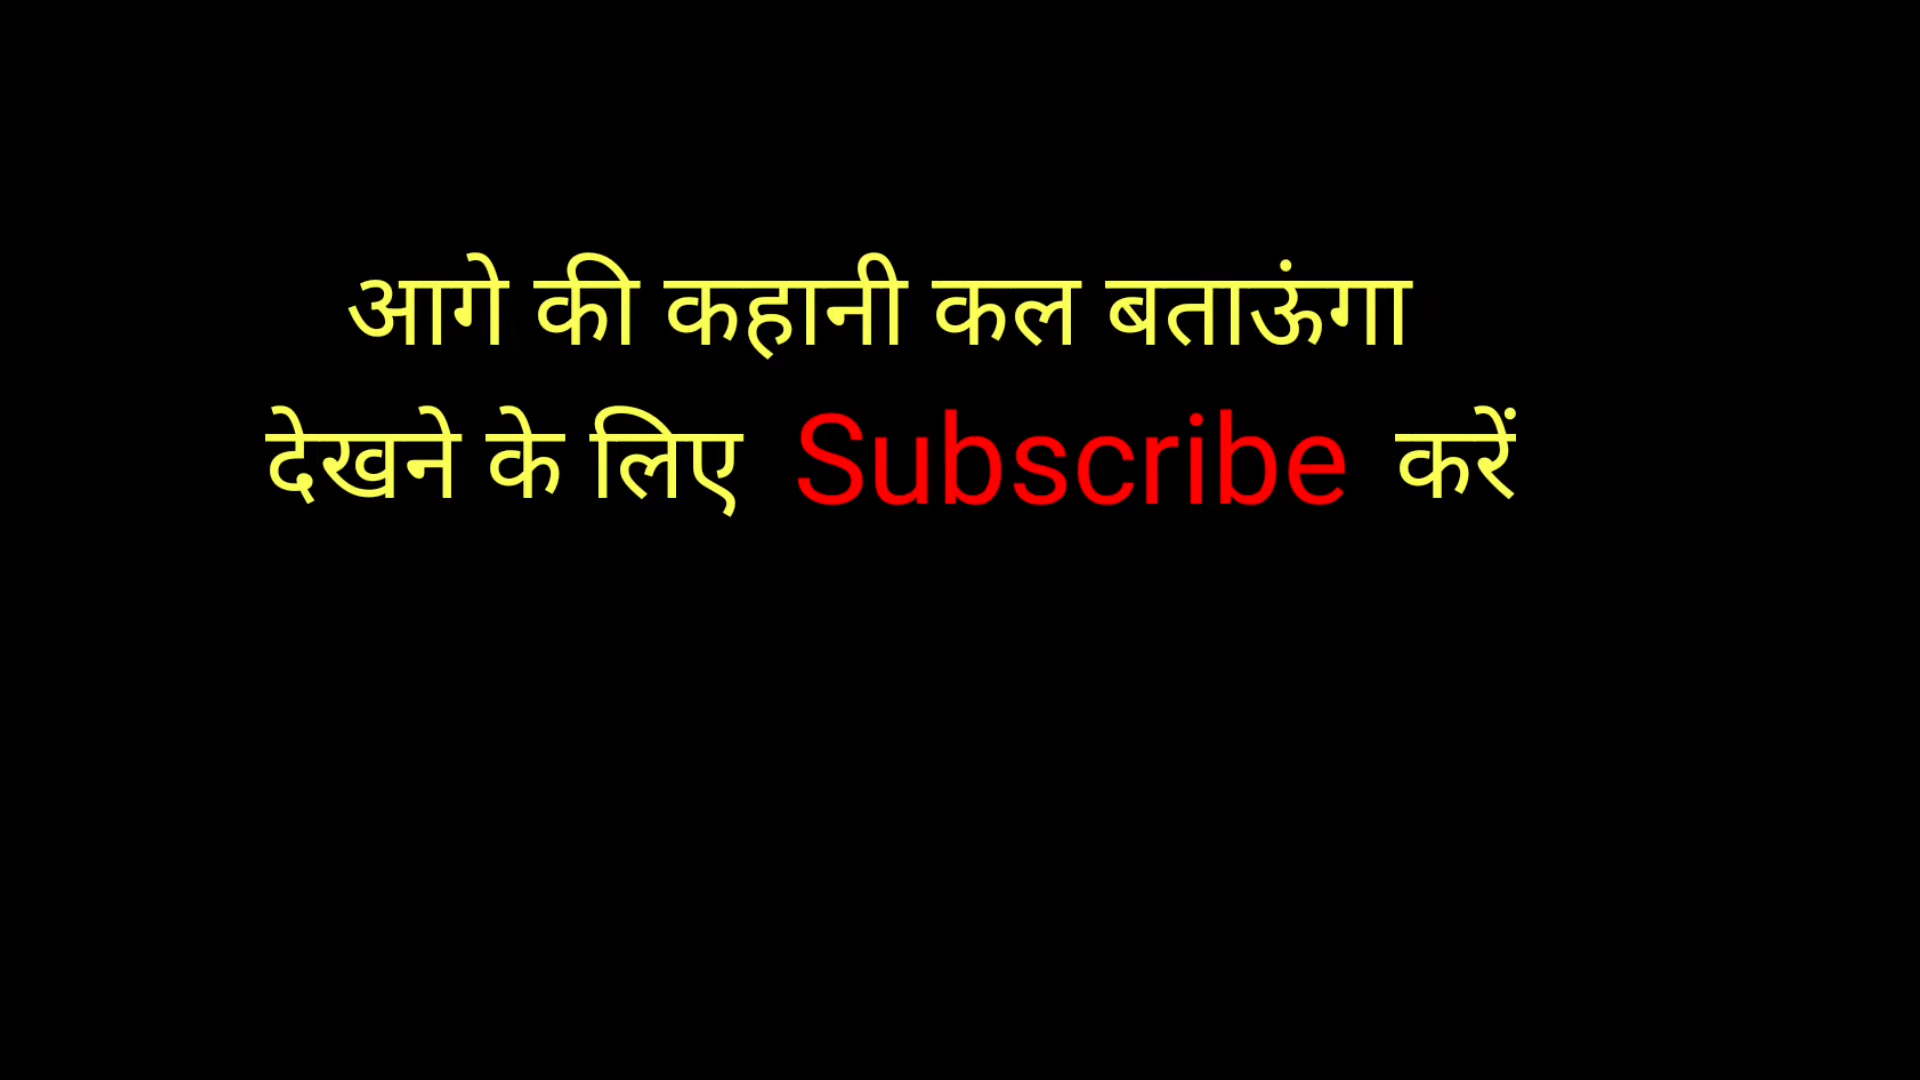 आगे की कहानी कल बताऊंगा
देखने के लिए Subscribe करें